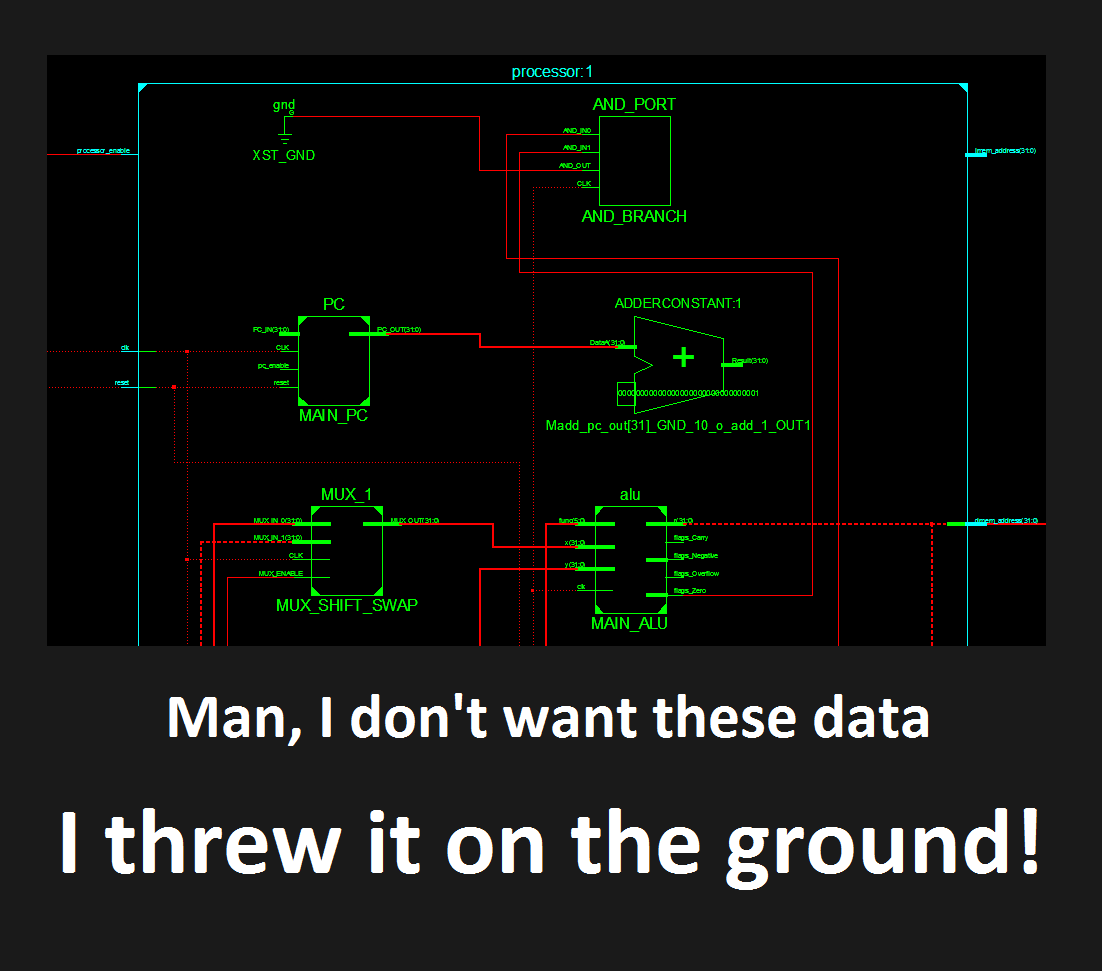 processor:1
gnd
XST_GND
AND_PORT
AND_IN0
AND_IN1
AND_OUT
CLK
AND_BRANCH
processor_enable
imem_address(31:0)
PC
PC_IN(31:0)
PC_OUT(31:0)
CLK
pc_enable
reset
MAIN_PC
clk
reset
ADDERCONSTANT:1
DataA(31:0)
Result(31:0)
Madd_pc_out[31]_GND_10_o_add_1_OUT1
MUX_1
MUX_IN_0(31:0)
MUX_OUT(31:0)
MUX_IN_1(31:0)
CLK
MUX_ENABLE
MUX_SHIFT_SWAP
alu
func(5:0)
r(31:0)
flags_Carry
x(31:0)
flags_Negative
y(31:0)
flags_Overflow
clk
flags_Zero
MAIN_ALU
dmem_address(31:0)
Man, I don't want these data
I threw it on the ground!